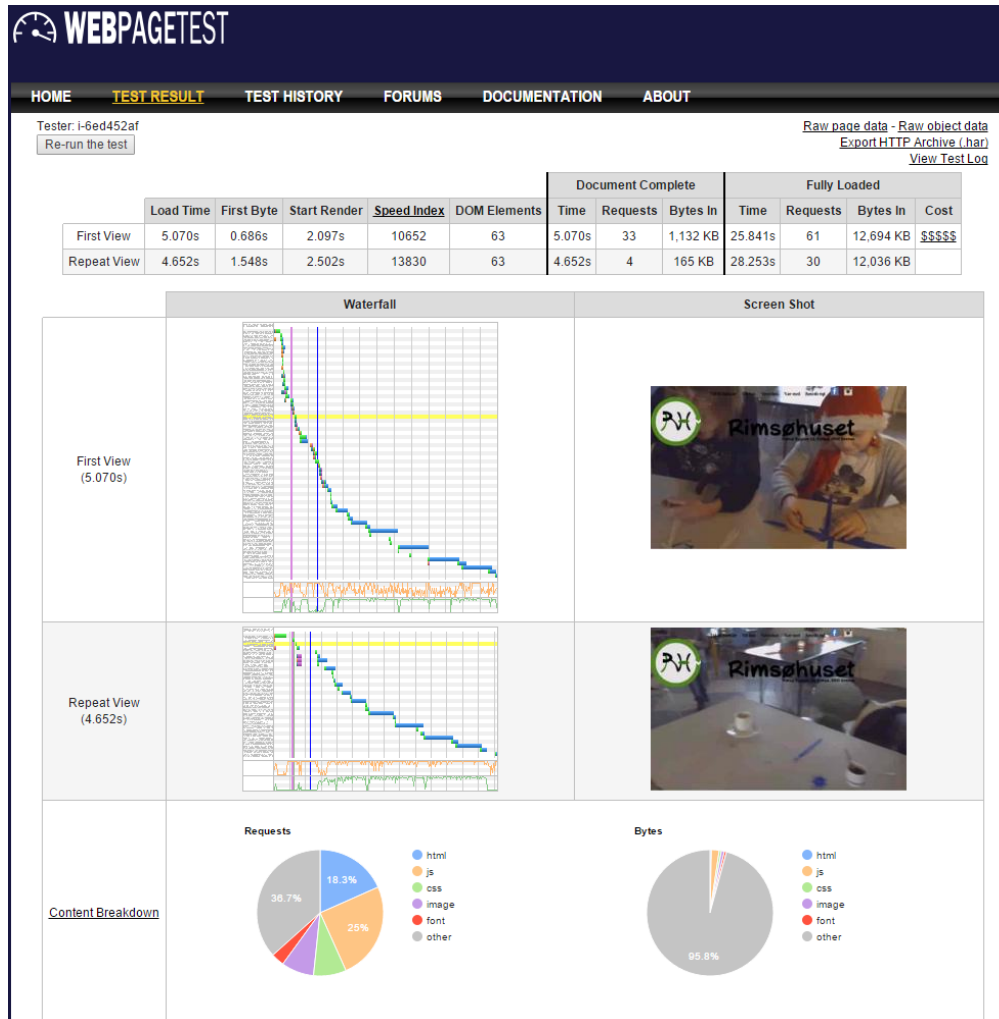 WEBPAGETEST
HOME TEST RESULT TEST HISTORY FORUMS DOCUMENTATION ABOUT
Tester: i-6ed452af
Re-run the test
Raw page data - Raw object data
Export HTTP Archive (.har)
View Test Log
Document Complete Fully Loaded
Load Time First Byte Start Render Speed Index DOM Elements Time Requests Bytes In Time Requests Bytes In Cost
First View 5.070s 0.686s 2.097s 10652 63 5.070s 33 1,132 KB 25.841s 61 12,694 KB $$$$$
Repeat View 4.652s 1.548s 2.502s 13830 63 4.652s 4 165 KB 28.253s 30 12,036 KB
Waterfall Screen Shot
First View
(5.070s)
RH
Rimsøhuset
Repeat View
(4.652s)
RH
Rimsøhuset
Content Breakdown
Requests
18.3%
25%
36.7%
html
js
css
image
font
other
Bytes
95.8%
html
js
css
image
font
other